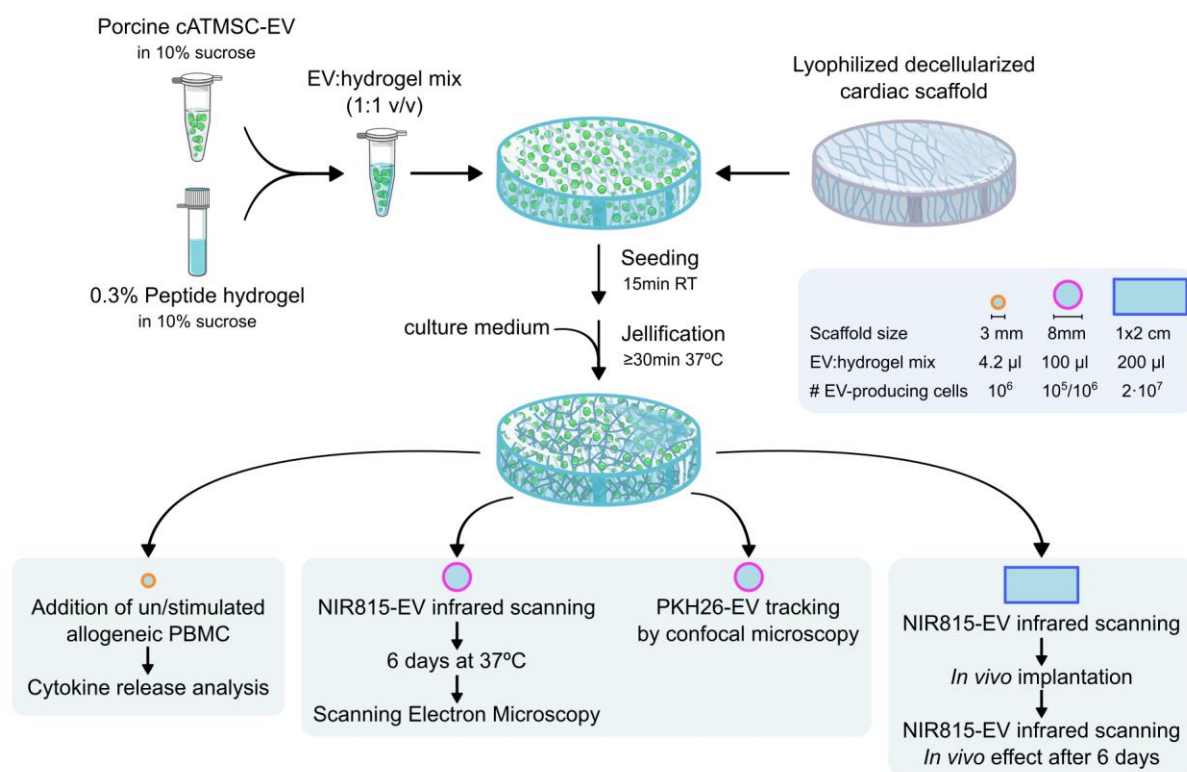 Porcine cATMSC-EV
in 10% sucrose
EV:hydrogel mix
(1:1 v/v)
Lyophilized decellularized
cardiac scaffold
0.3% Peptide hydrogel
in 10% sucrose
Seeding
15min RT
culture medium
Jellification
≥30min 37ºC
Scaffold size 3 mm 8mm 1x2 cm
EV:hydrogel mix 4.2 µl 100 µl 200 µl
# EV-producing cells 10⁶ 10⁵/10⁶ 2·10⁷
Addition of un/stimulated
allogeneic PBMC
Cytokine release analysis
NIR815-EV infrared scanning
6 days at 37ºC
Scanning Electron Microscopy
PKH26-EV tracking
by confocal microscopy
NIR815-EV infrared scanning
In vivo implantation
NIR815-EV infrared scanning
In vivo effect after 6 days